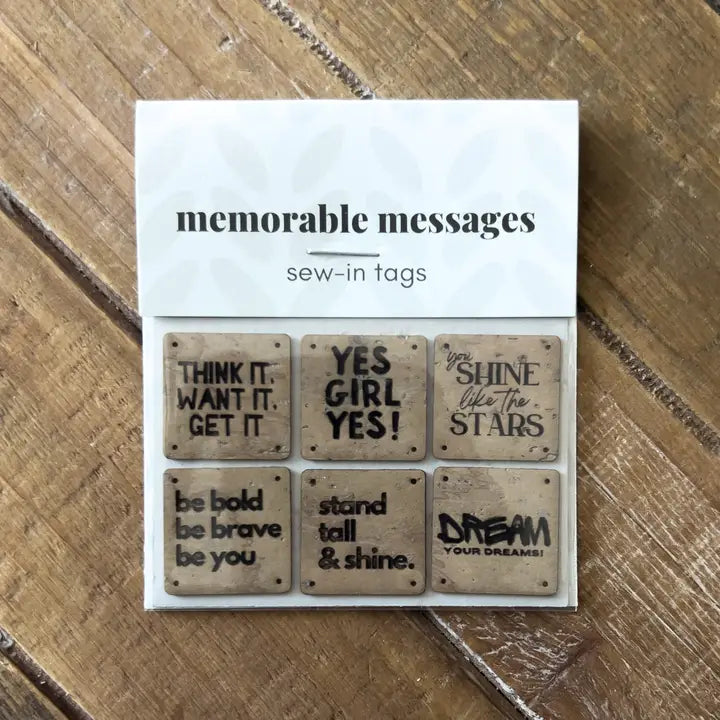 memorable messages
sew-in tags
THINK IT.
WANT IT.
GET IT
YES
GIRL
YES!
you
SHINE
like the
STARS
be bold
be brave
be you
stand
tall
& shine.
DREAM
YOUR DREAMS!